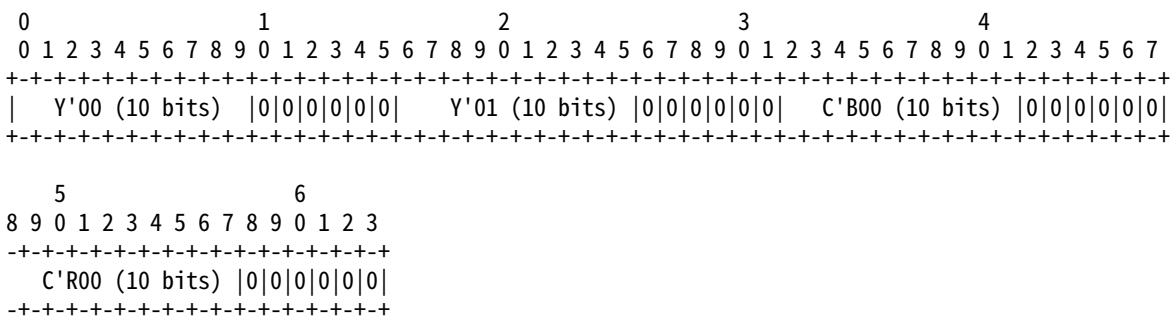 0                   1                   2                   3                   4
 0 1 2 3 4 5 6 7 8 9 0 1 2 3 4 5 6 7 8 9 0 1 2 3 4 5 6 7 8 9 0 1 2 3 4 5 6 7 8 9 0 1 2 3 4 5 6 7
+-+-+-+-+-+-+-+-+-+-+-+-+-+-+-+-+-+-+-+-+-+-+-+-+-+-+-+-+-+-+-+-+-+-+-+-+-+-+-+-+-+-+-+-+-+-+-+-+
|   Y'00 (10 bits)  |0|0|0|0|0|0|    Y'01 (10 bits) |0|0|0|0|0|0|   C'B00 (10 bits) |0|0|0|0|0|0|
+-+-+-+-+-+-+-+-+-+-+-+-+-+-+-+-+-+-+-+-+-+-+-+-+-+-+-+-+-+-+-+-+-+-+-+-+-+-+-+-+-+-+-+-+-+-+-+-+
     5                   6
8 9 0 1 2 3 4 5 6 7 8 9 0 1 2 3
-+-+-+-+-+-+-+-+-+-+-+-+-+-+-+-+
   C'R00 (10 bits) |0|0|0|0|0|0|
-+-+-+-+-+-+-+-+-+-+-+-+-+-+-+-+